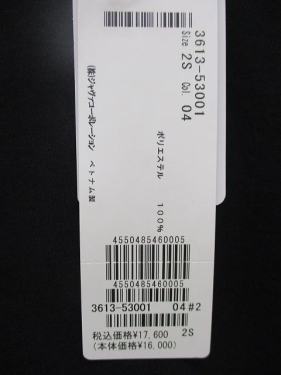 3613-53001
Size 2S Col. 04
ポリエステル 100%
(株)ジャヴァコーポレーション ベトナム製
4550485460005
4550485460005
3613-53001 04 #2
税込価格¥17,600 2S
(本体価格¥16,000)